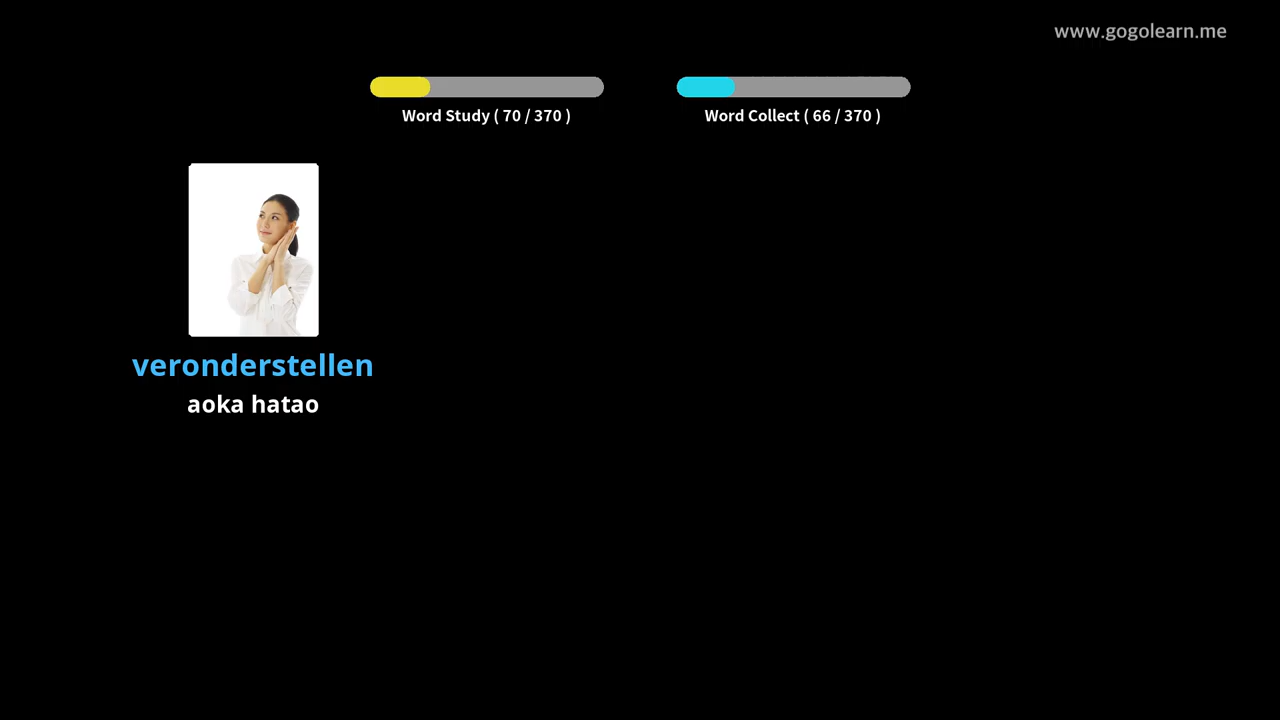 www.gogolearn.me
Word Study ( 70 / 370 )
Word Collect ( 66 / 370 )
veronderstellen
aoka hatao